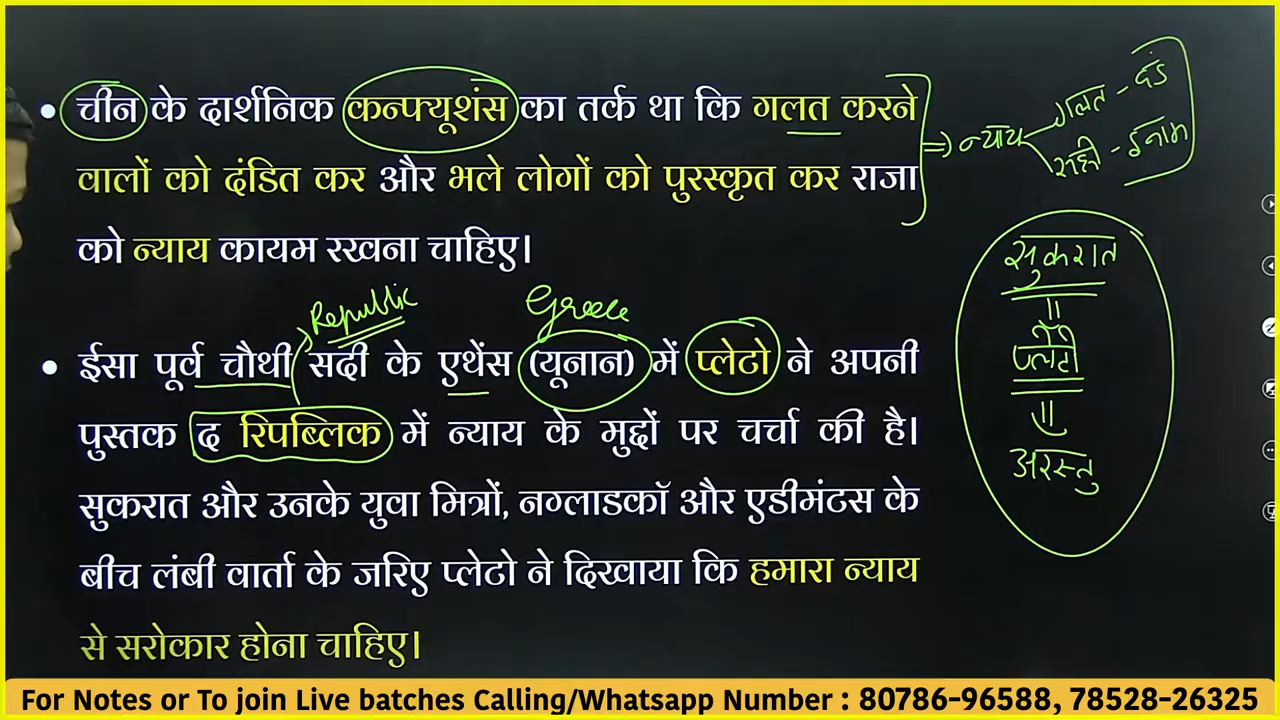 • चीन के दार्शनिक कन्फ्यूशंस का तर्क था कि गलत करने
वालों को दंडित कर और भले लोगों को पुरस्कृत कर राजा
को न्याय कायम रखना चाहिए।
=> न्याय
गलत - दंड
सही - इनाम
Republic
Greece
• ईसा पूर्व चौथी सदी के एथेंस (यूनान) में प्लेटो ने अपनी
पुस्तक द रिपब्लिक में न्याय के मुद्दों पर चर्चा की है।
सुकरात और उनके युवा मित्रों, नग्लाडकॉ और एडीमंटस के
बीच लंबी वार्ता के जरिए प्लेटो ने दिखाया कि हमारा न्याय
से सरोकार होना चाहिए।
सुकरात
प्लेटो
अरस्तु
For Notes or To join Live batches Calling/Whatsapp Number : 80786-96588, 78528-26325